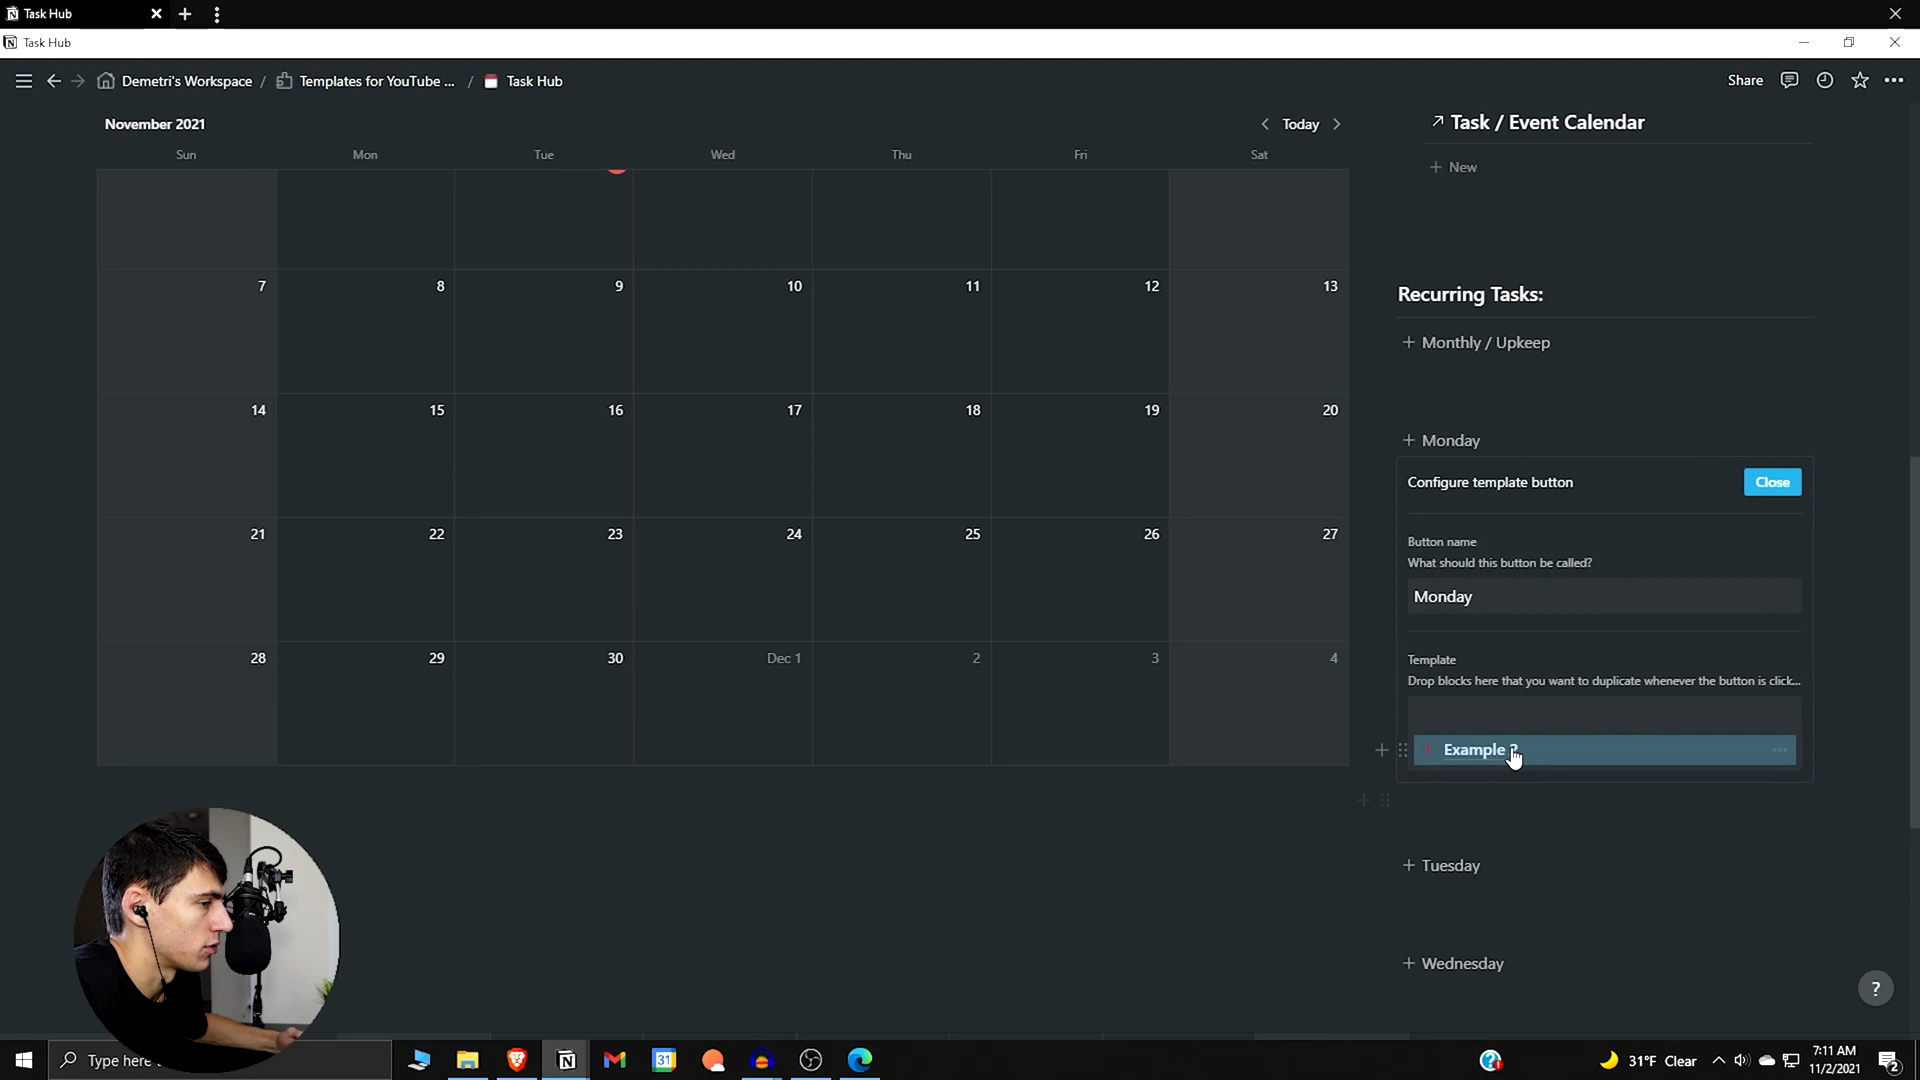 Task Hub
Task Hub
Demetri's Workspace / Templates for YouTube ... / Task Hub
Share
November 2021
Today
Sun Mon Tue Wed Thu Fri Sat
7 8 9 10 11 12 13
14 15 16 17 18 19 20
21 22 23 24 25 26 27
28 29 30 Dec 1 2 3 4
Task / Event Calendar
+ New
Recurring Tasks:
+ Monthly / Upkeep
+ Monday
Configure template button
Close
Button name
What should this button be called?
Monday
Template
Drop blocks here that you want to duplicate whenever the button is click...
Example
+ Tuesday
+ Wednesday
?
Type here
31
31°F Clear
7:11 AM
11/2/2021
2